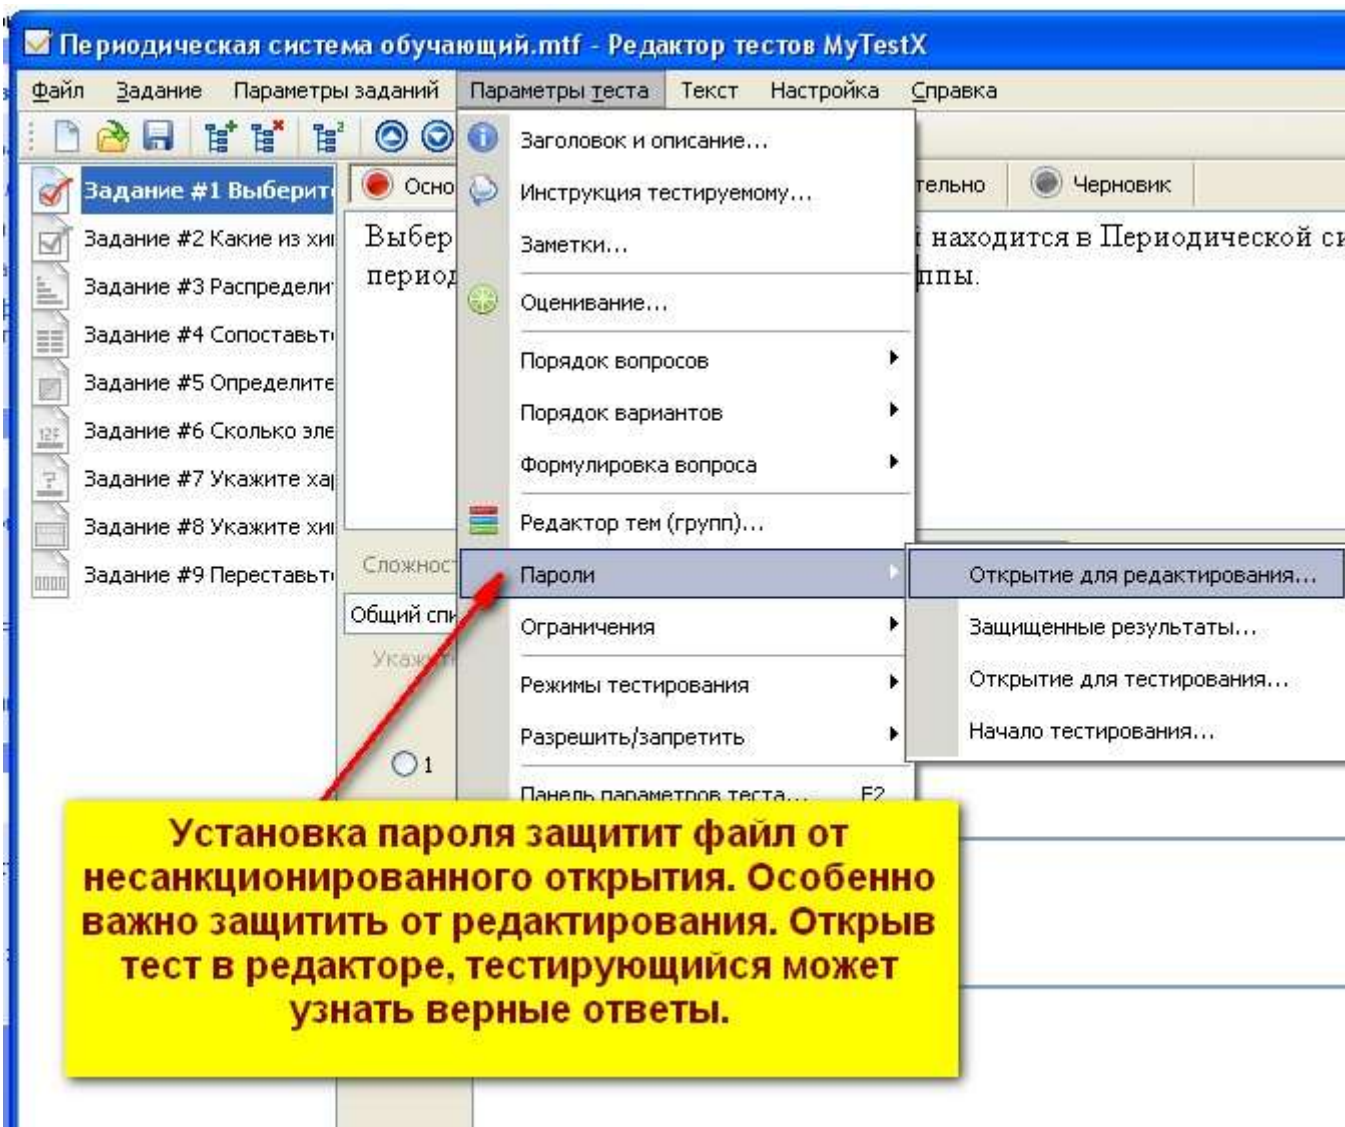 Периодическая система обучающий.mtf - Редактор тестов MyTestX
Файл Задание Параметры заданий Параметры теста Текст Настройка Справка
Задание #1 Выберит
Задание #2 Какие из хи
Задание #3 Распредели
Задание #4 Сопоставьт
Задание #5 Определите
Задание #6 Сколько эле
Задание #7 Укажите ха
Задание #8 Укажите хи
Задание #9 Переставьт
Осно
тельно Черновик
Выбер
находится в Периодической си
период
ппы.
Сложност
Общий спи
1
Заголовок и описание...
Инструкция тестируемому...
Заметки...
Оценивание...
Порядок вопросов
Порядок вариантов
Формулировка вопроса
Редактор тем (групп)...
Пароли
Ограничения
Режимы тестирования
Разрешить/запретить
Панель параметров теста... F2
Открытие для редактирования...
Защищенные результаты...
Открытие для тестирования...
Начало тестирования...
Установка пароля защитит файл от
несанкционированного открытия. Особенно
важно защитить от редактирования. Открыв
тест в редакторе, тестирующийся может
узнать верные ответы.